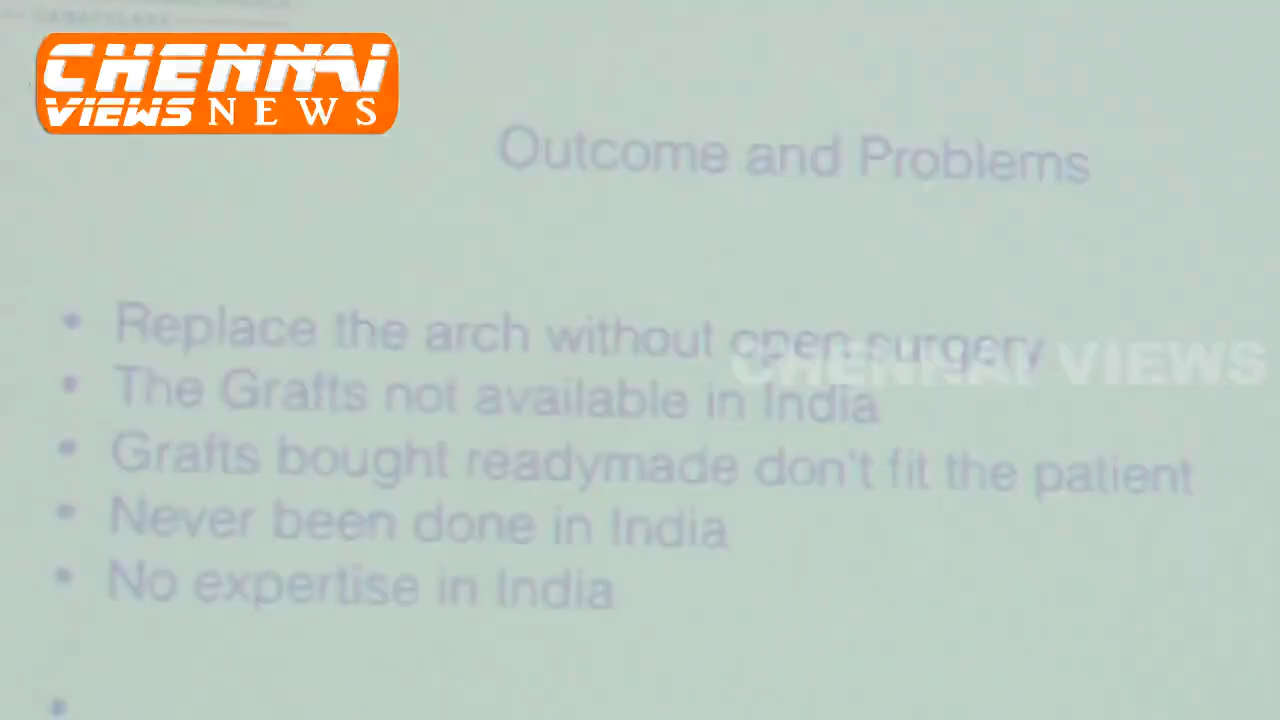 CHENNAI
VIEWS NEWS
Outcome and Problems
• Replace the arch without open surgery
CHENNAI VIEWS
• The Grafts not available in India
• Grafts bought readymade don't fit the patient
• Never been done in India
• No expertise in India
•